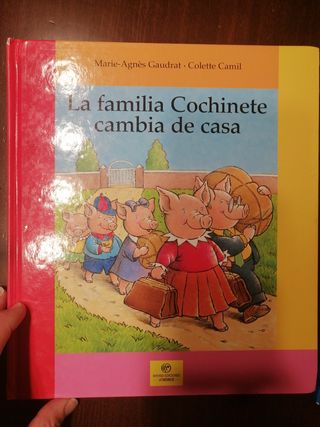 Marie-Agnès Gaudrat · Colette Camil
La familia Cochinete
cambia de casa